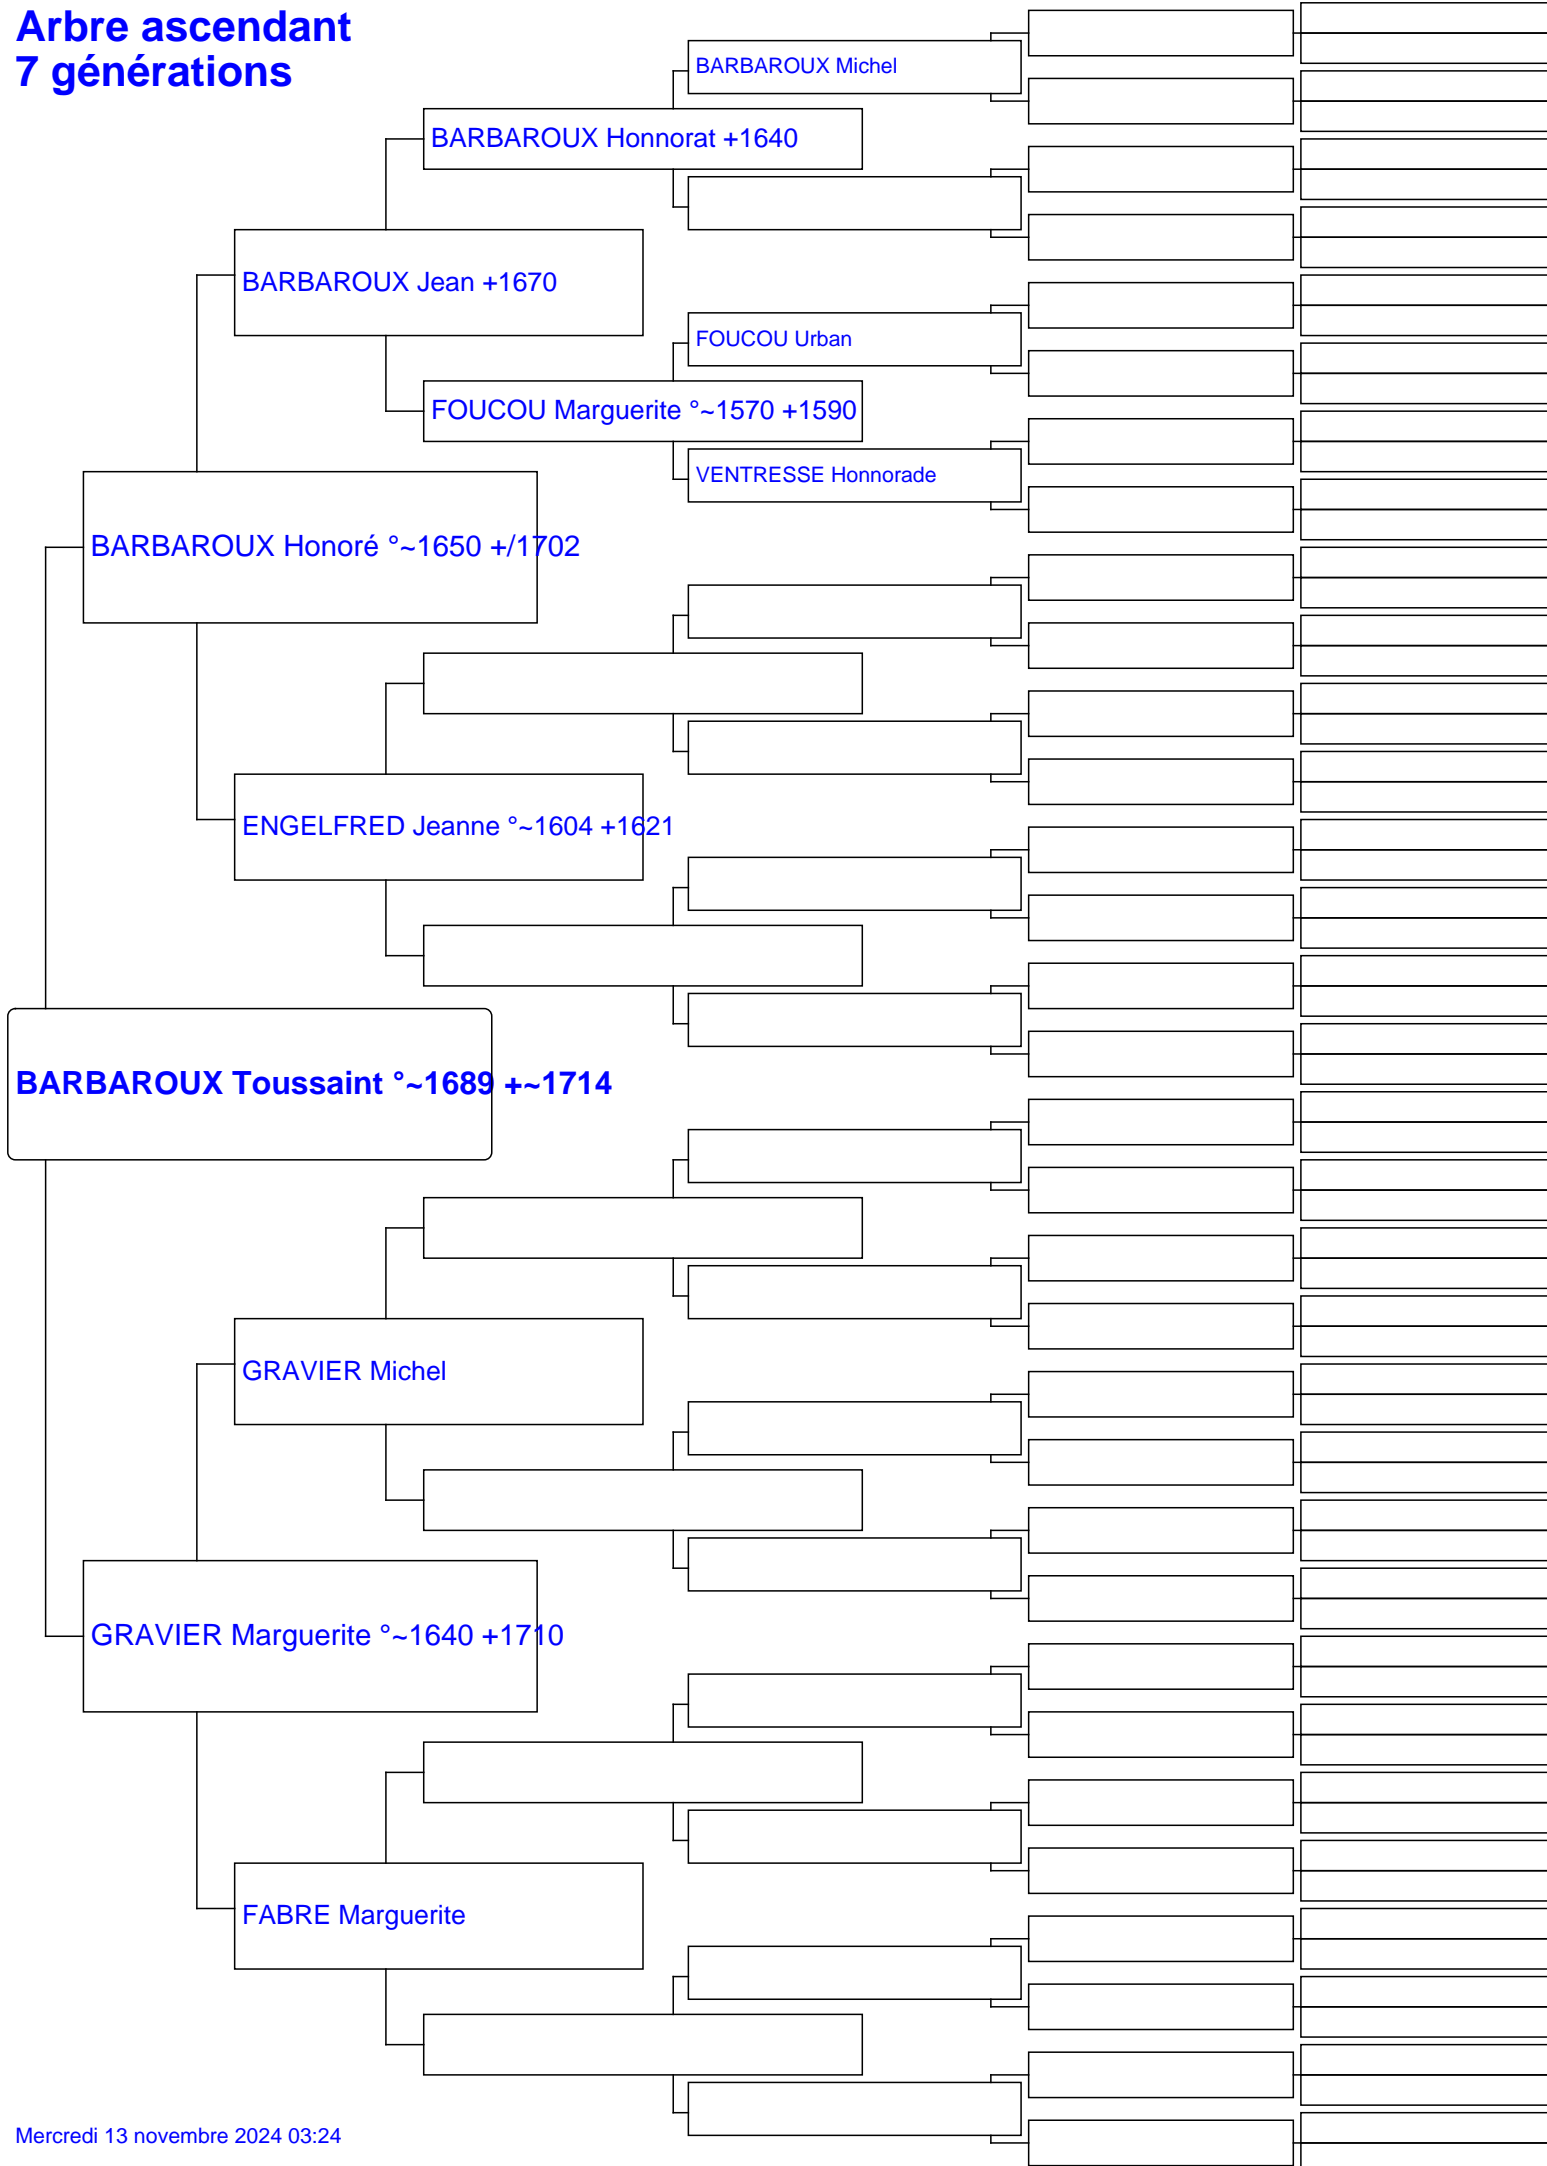 Arbre ascendant
7 générations
BARBAROUX Michel
BARBAROUX Honnorat +1640
BARBAROUX Jean +1670
FOUCOU Urban
FOUCOU Marguerite °~1570 +1590
VENTRESSE Honnorade
BARBAROUX Honoré °~1650 +/1702
ENGELFRED Jeanne °~1604 +1621
BARBAROUX Toussaint °~1689 +~1714
GRAVIER Michel
GRAVIER Marguerite °~1640 +1710
FABRE Marguerite
Mercredi 13 novembre 2024 03:24